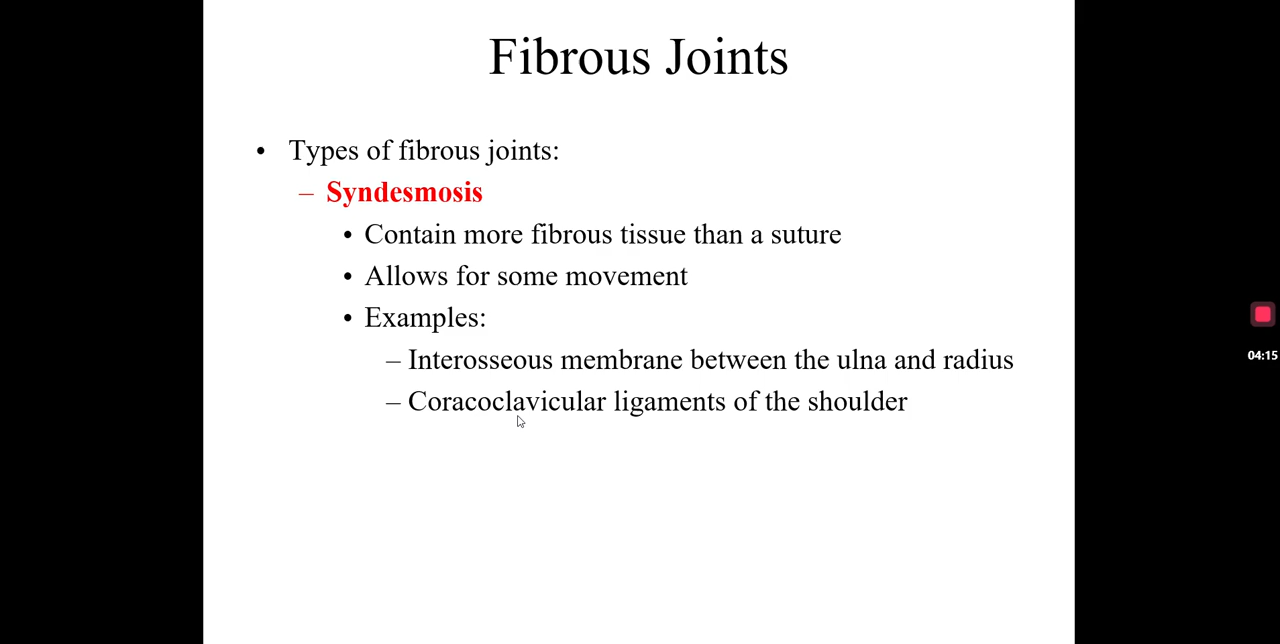 Fibrous Joints
• Types of fibrous joints:
– Syndesmosis
• Contain more fibrous tissue than a suture
• Allows for some movement
• Examples:
– Interosseous membrane between the ulna and radius
– Coracoclavicular ligaments of the shoulder
04:15